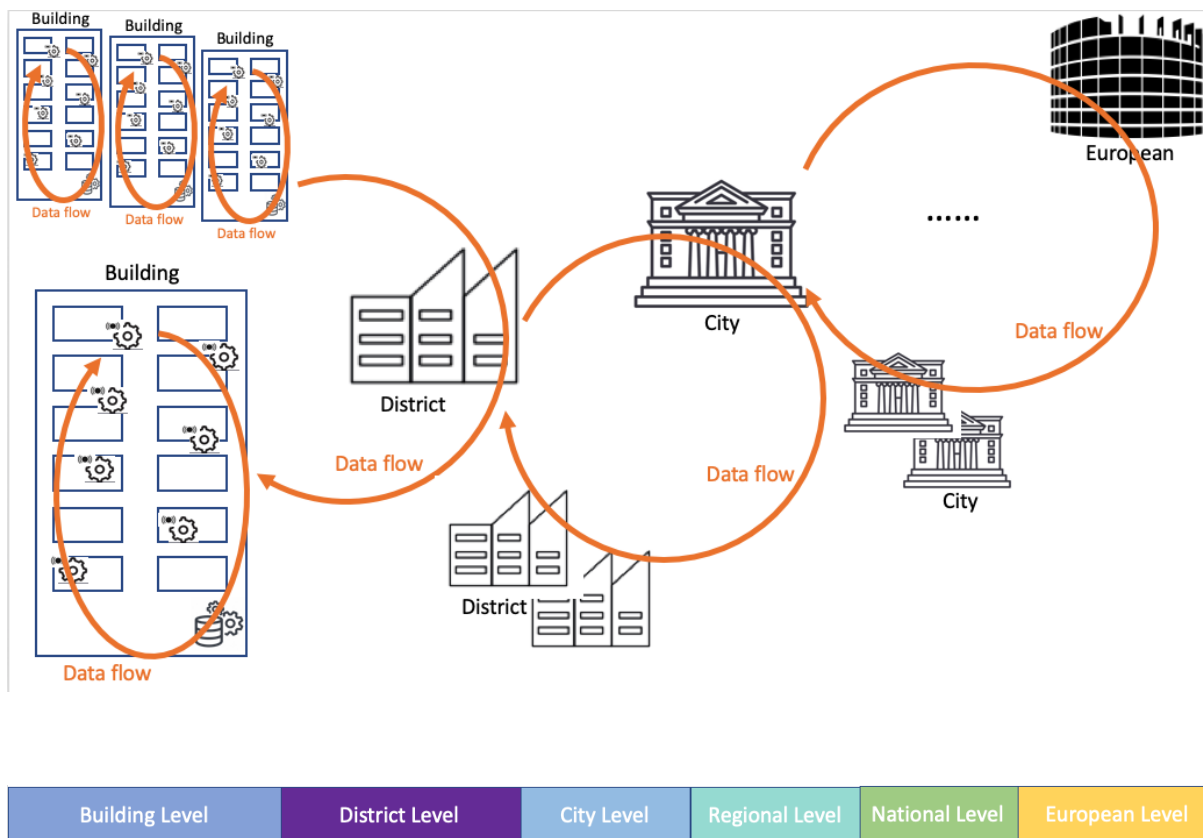 Building
Building
Building
Data flow
Data flow
Data flow
European
......
City
Building
District
Data flow
Data flow
Data flow
City
District
Data flow
Building Level
District Level
City Level
Regional Level
National Level
European Level